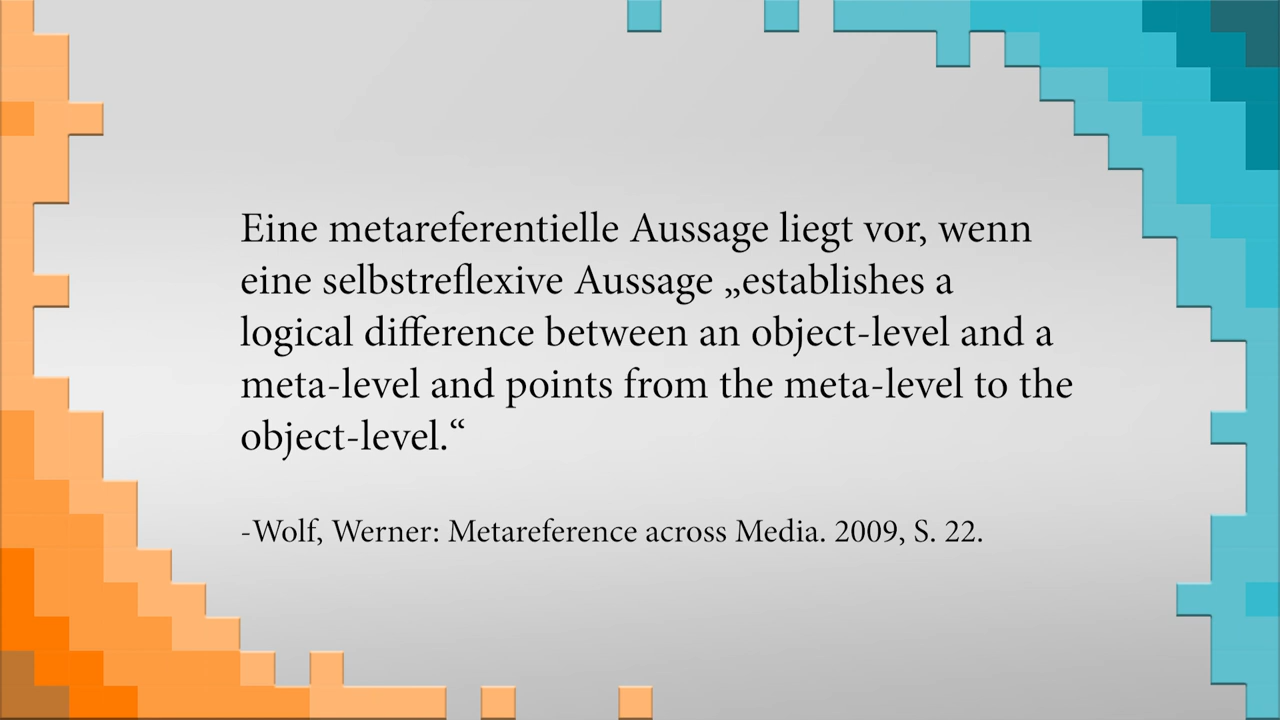 Eine metareferentielle Aussage liegt vor, wenn
eine selbstreflexive Aussage „establishes a
logical difference between an object-level and a
meta-level and points from the meta-level to the
object-level.“
-Wolf, Werner: Metareference across Media. 2009, S. 22.